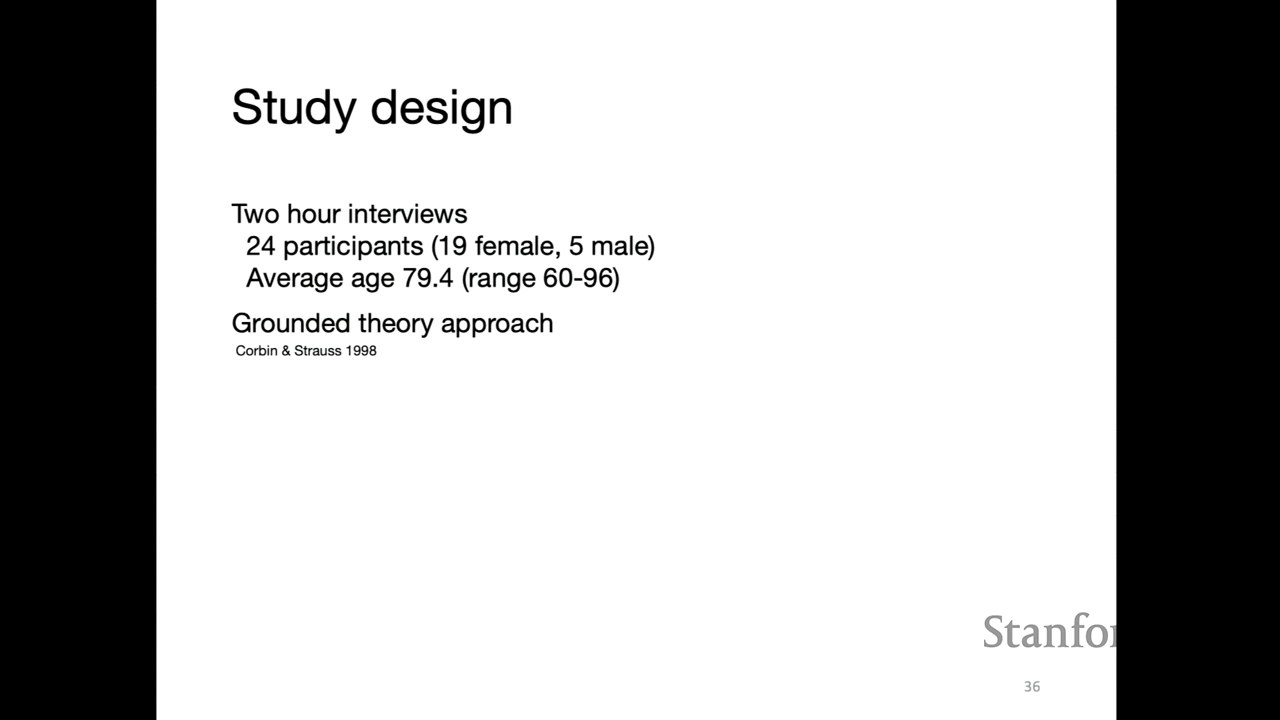 Study design
Two hour interviews
24 participants (19 female, 5 male)
Average age 79.4 (range 60-96)
Grounded theory approach
Corbin & Strauss 1998
Stanfor
36